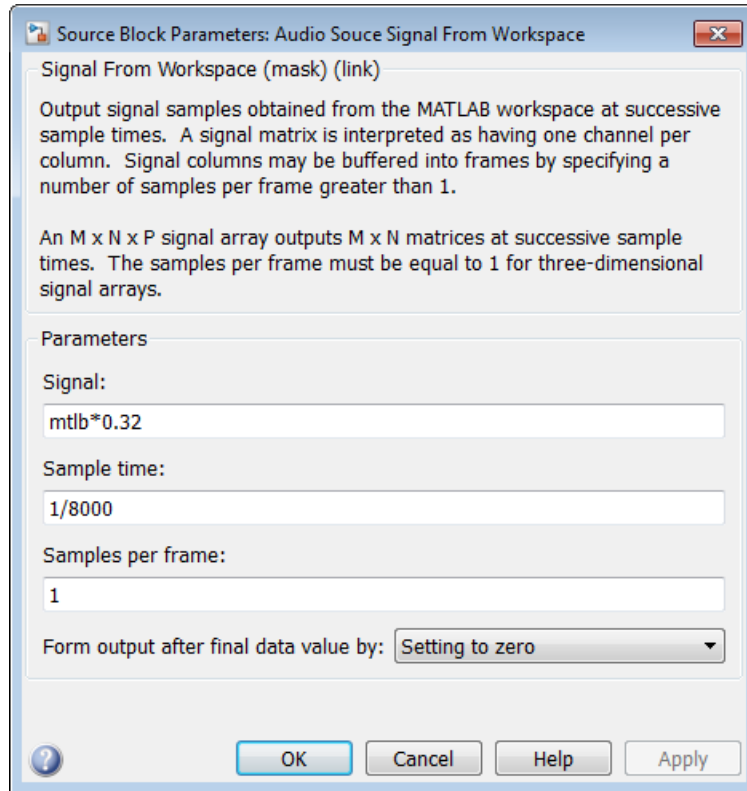 Source Block Parameters: Audio Souce Signal From Workspace
Signal From Workspace (mask) (link)
Output signal samples obtained from the MATLAB workspace at successive
sample times.  A signal matrix is interpreted as having one channel per
column.  Signal columns may be buffered into frames by specifying a
number of samples per frame greater than 1.
An M x N x P signal array outputs M x N matrices at successive sample
times.  The samples per frame must be equal to 1 for three-dimensional
signal arrays.
Parameters
Signal:
mtlb*0.32
Sample time:
1/8000
Samples per frame:
1
Form output after final data value by: Setting to zero
? OK Cancel Help Apply